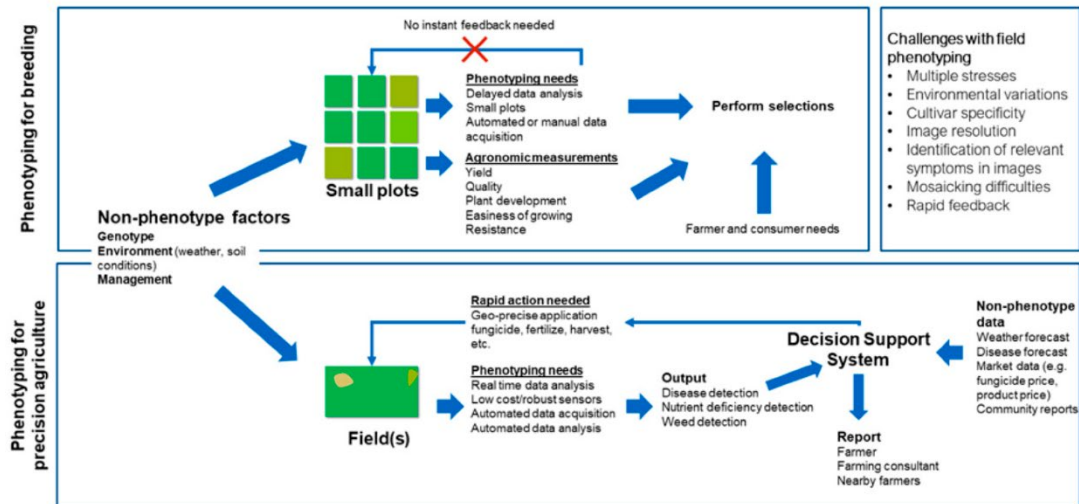 Phenotyping for breeding
No instant feedback needed
Small plots
Phenotyping needs
Delayed data analysis
Small plots
Automated or manual data
acquisition
Agronomic measurements
Yield
Quality
Plant development
Easiness of growing
Resistance
Perform selections
Farmer and consumer needs
Challenges with field
phenotyping
• Multiple stresses
• Environmental variations
• Cultivar specificity
• Image resolution
• Identification of relevant
symptoms in images
• Mosaicking difficulties
• Rapid feedback
Non-phenotype factors
Genotype
Environment (weather, soil
conditions)
Management
Phenotyping for
precision agriculture
Rapid action needed
Geo-precise application
fungicide, fertilize, harvest,
etc.
Field(s)
Phenotyping needs
Real time data analysis
Low cost/robust sensors
Automated data acquisition
Automated data analysis
Output
Disease detection
Nutrient deficiency detection
Weed detection
Decision Support
System
Non-phenotype
data
Weather forecast
Disease forecast
Market data (e.g.
fungicide price,
product price)
Community reports
Report
Farmer
Farming consultant
Nearby farmers